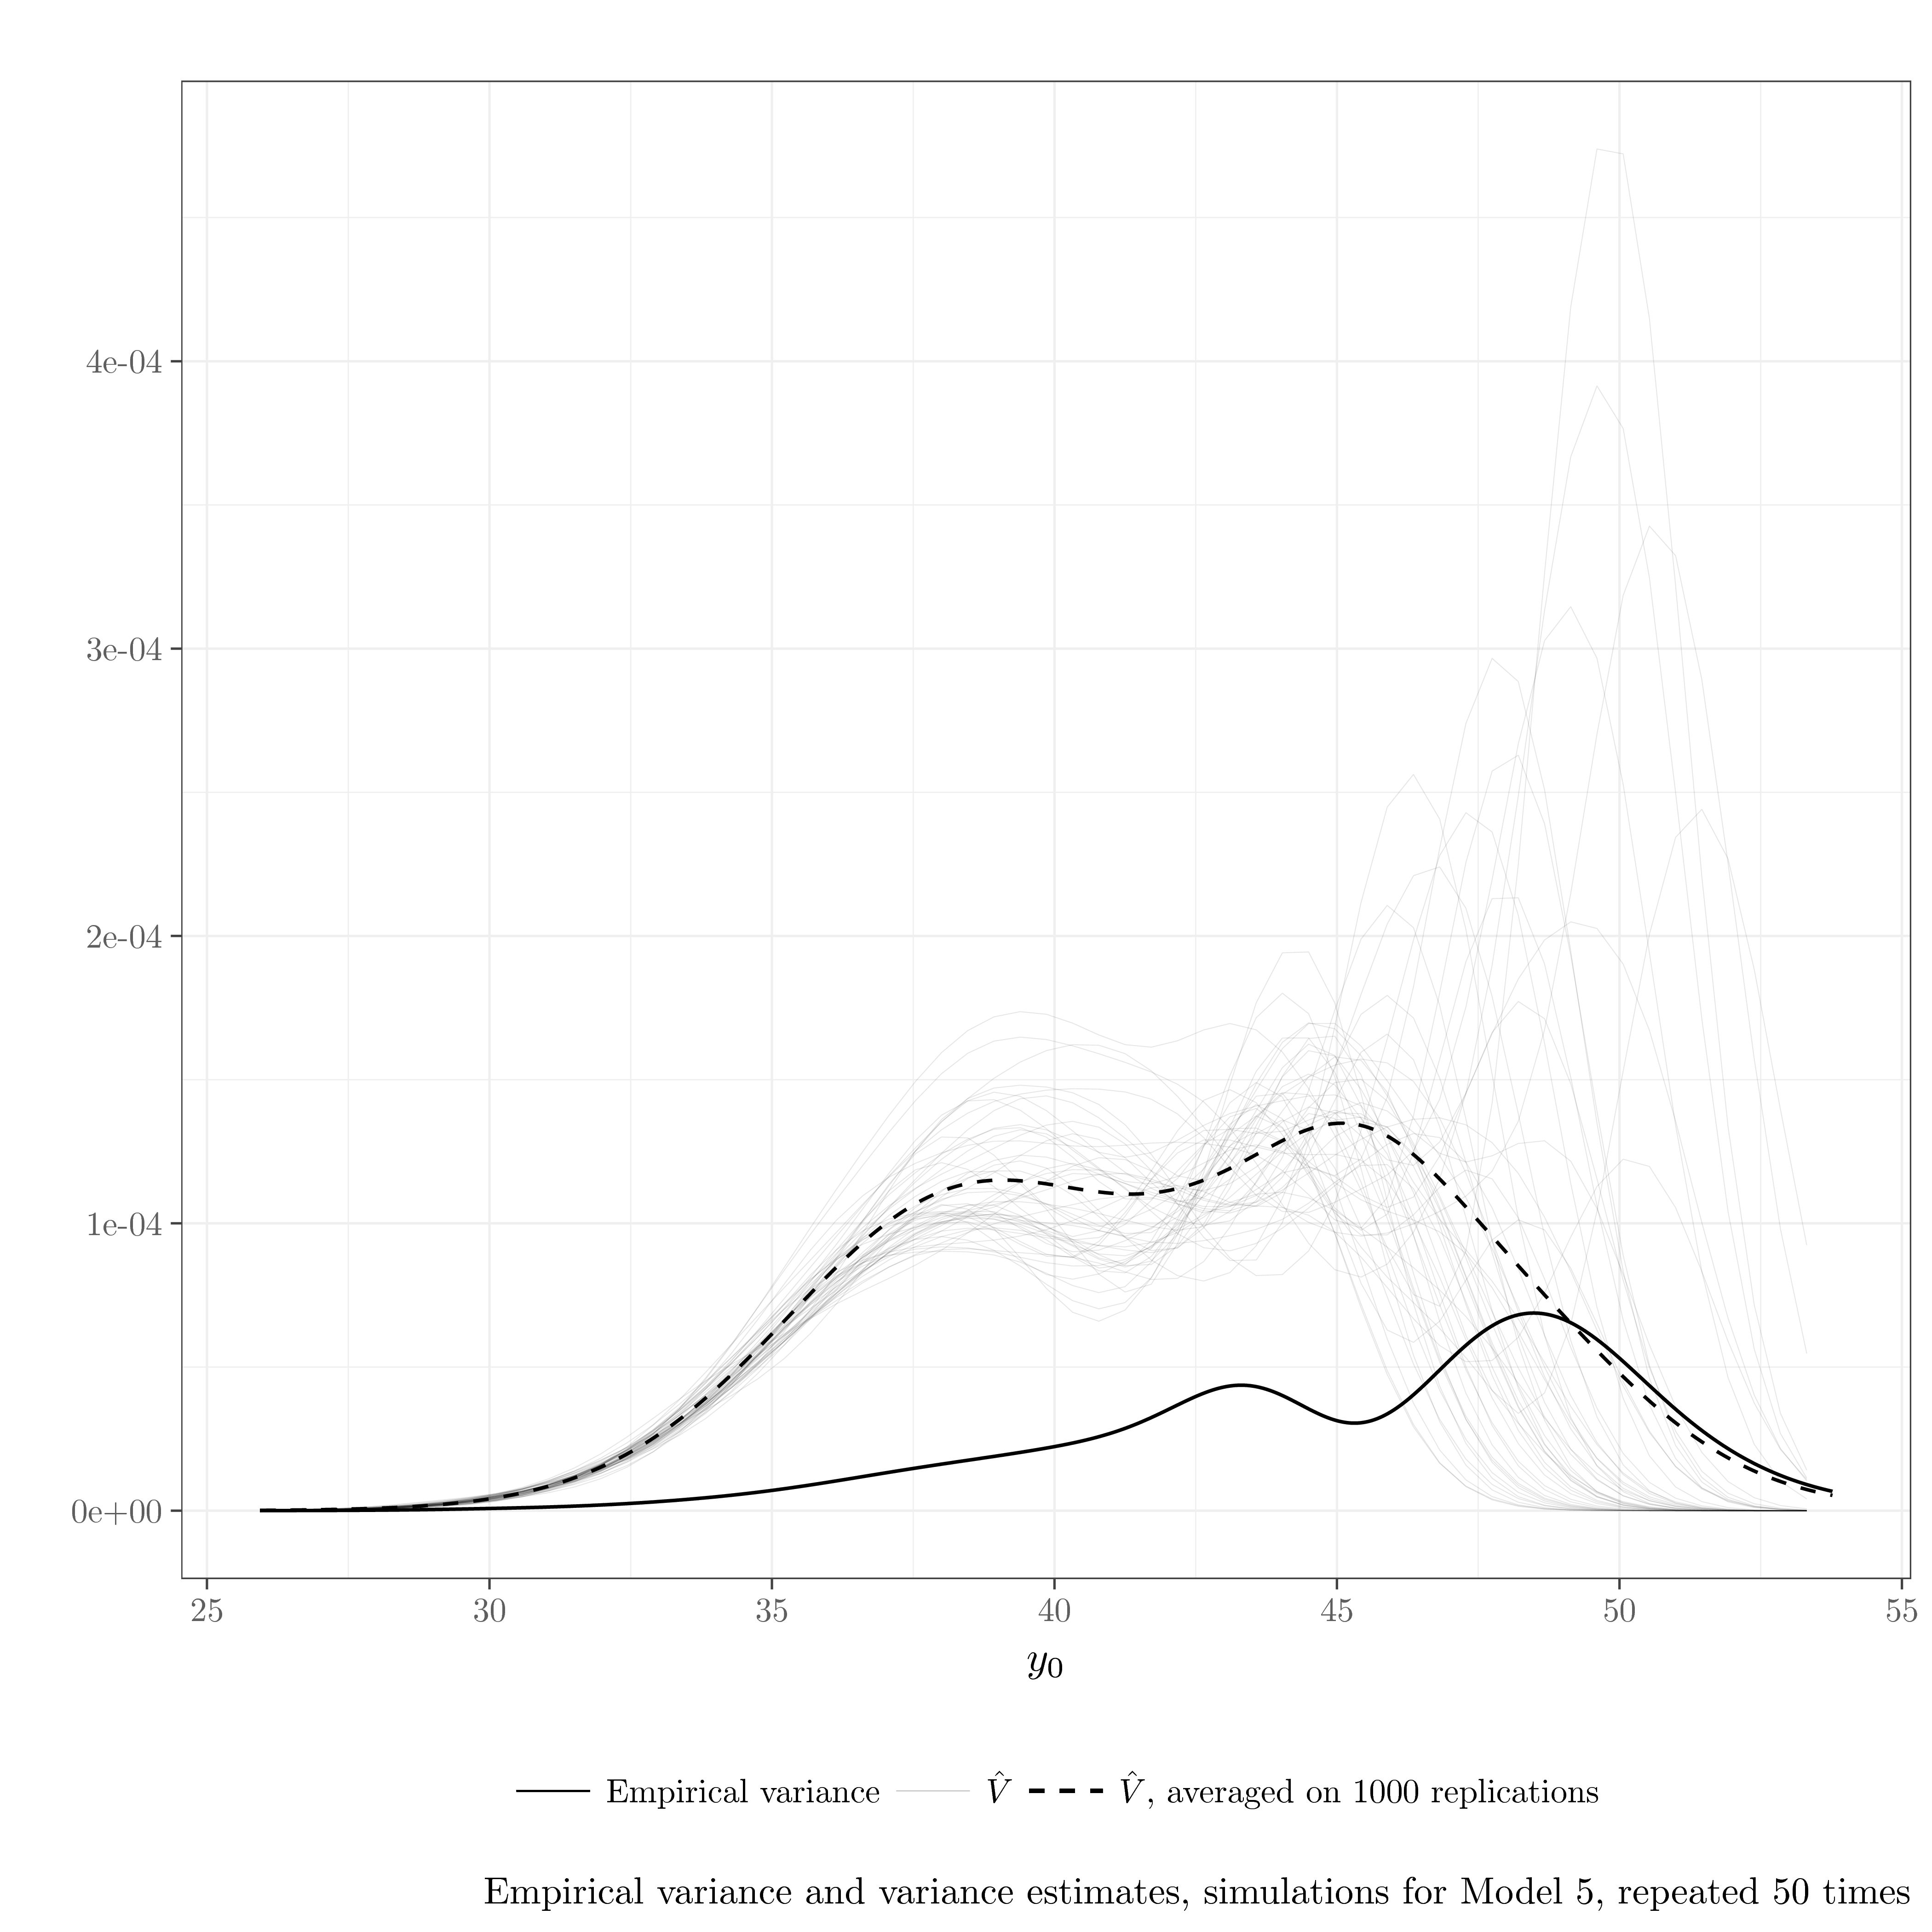 4e-04
3e-04
2e-04
1e-04
0e+00
25 30 35 40 45 50 55
y₀
Empirical variance V̂ V̂, averaged on 1000 replications
Empirical variance and variance estimates, simulations for Model 5, repeated 50 times